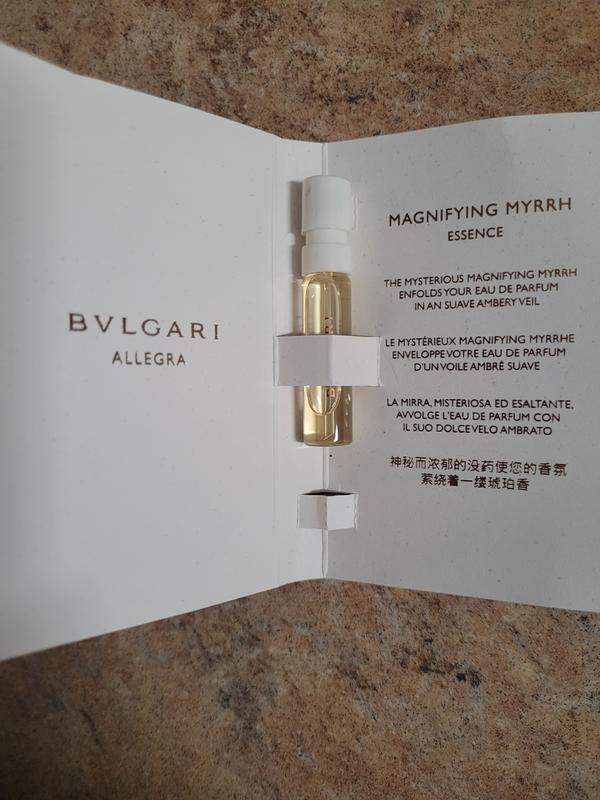 BVLGARI
ALLEGRA
MAGNIFYING MYRRH
ESSENCE
THE MYSTERIOUS MAGNIFYING MYRRH
ENFOLDS YOUR EAU DE PARFUM
IN AN SUAVE AMBERY VEIL
LE MYSTÉRIEUX MAGNIFYING MYRRHE
ENVELOPPE VOTRE EAU DE PARFUM
D'UN VOILE AMBRÉ SUAVE
LA MIRRA, MISTERIOSA ED ESALTANTE,
AVVOLGE L'EAU DE PARFUM CON
IL SUO DOLCE VELO AMBRATO
神秘而浓郁的没药使您的香氛
萦绕着一缕琥珀香